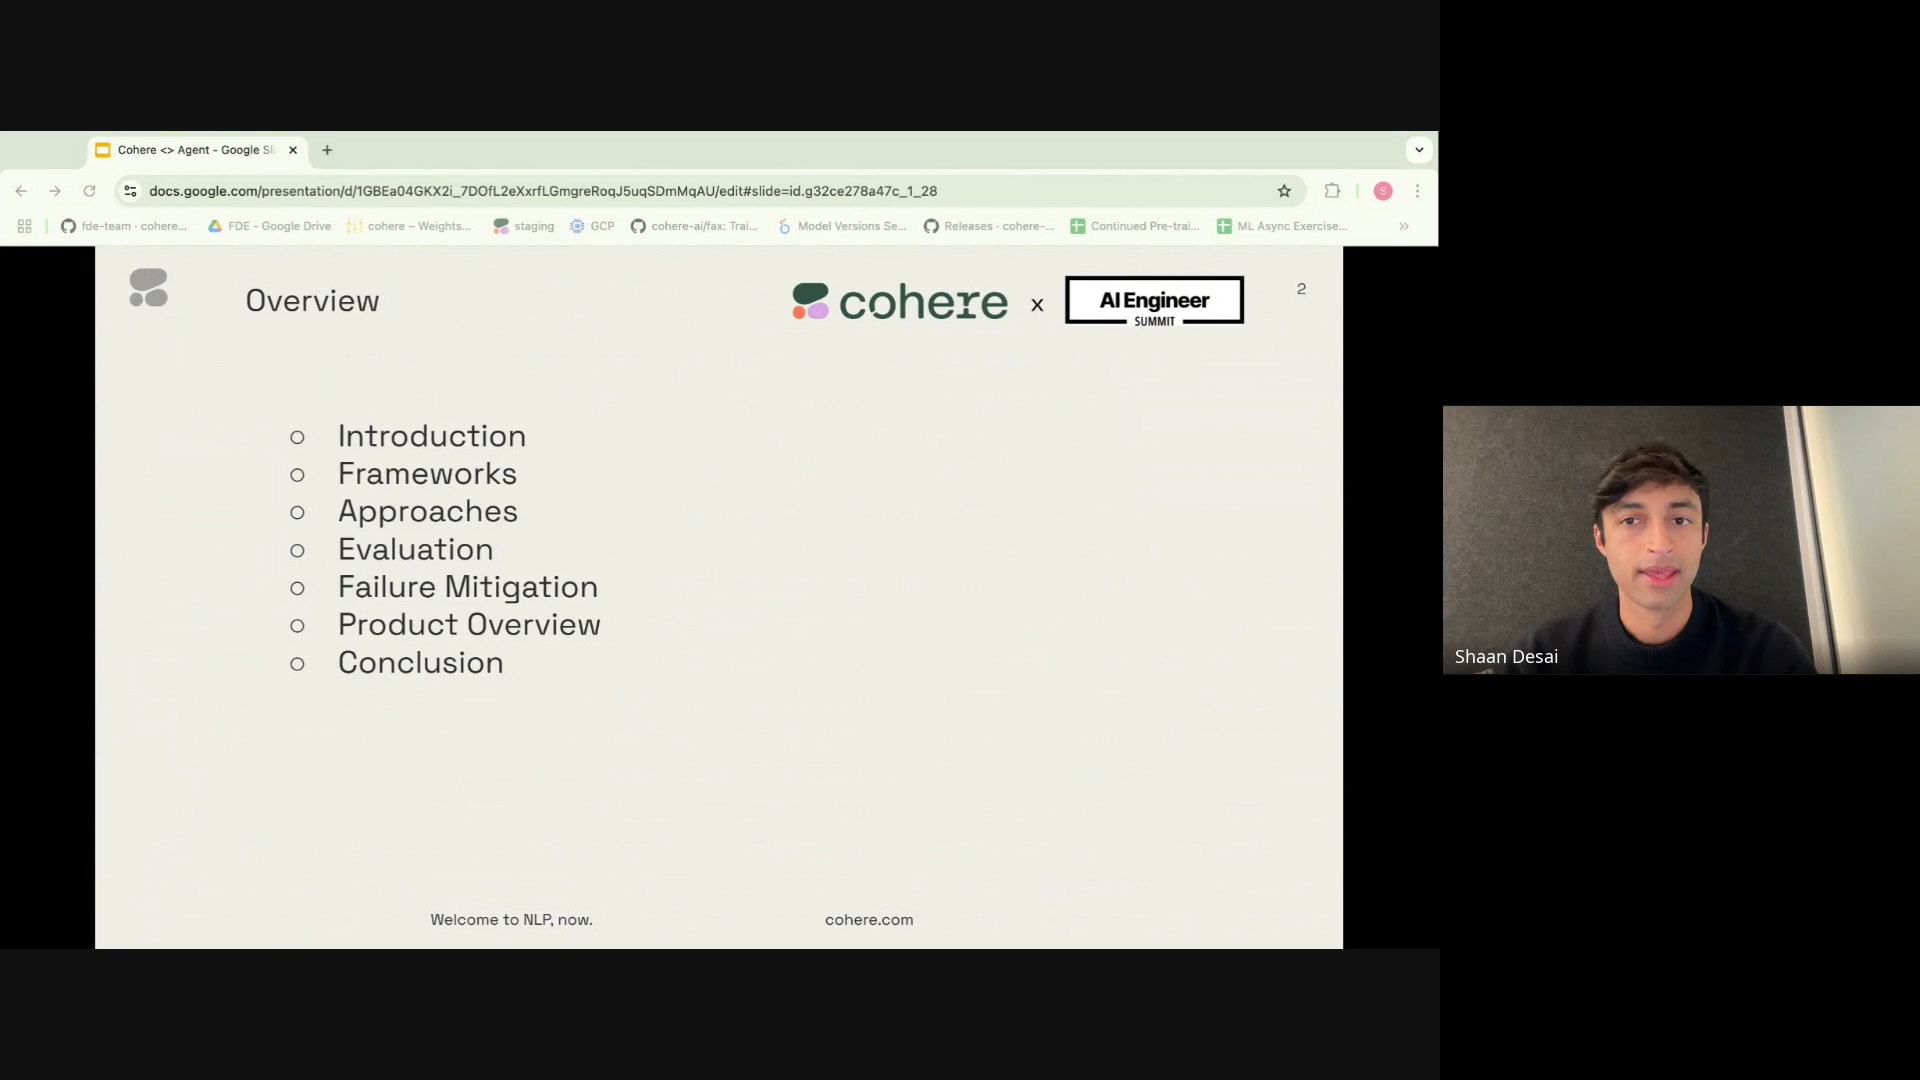 Cohere <> Agent - Google Sli
docs.google.com/presentation/d/1GBEa04GKX2i_7DOfL2eXxrfLGmgreRoqJ5uqSDmMqAU/edit#slide=id.g32ce278a47c_1_28
S
fde-team · cohere...
FDE - Google Drive
cohere – Weights...
staging
GCP
cohere-ai/fax: Trai...
Model Versions Se...
Releases · cohere-...
Continued Pre-trai...
ML Async Exercise...
Overview
cohere x AI Engineer
SUMMIT
2
Introduction
Frameworks
Approaches
Evaluation
Failure Mitigation
Product Overview
Conclusion
Welcome to NLP, now.
cohere.com
Shaan Desai